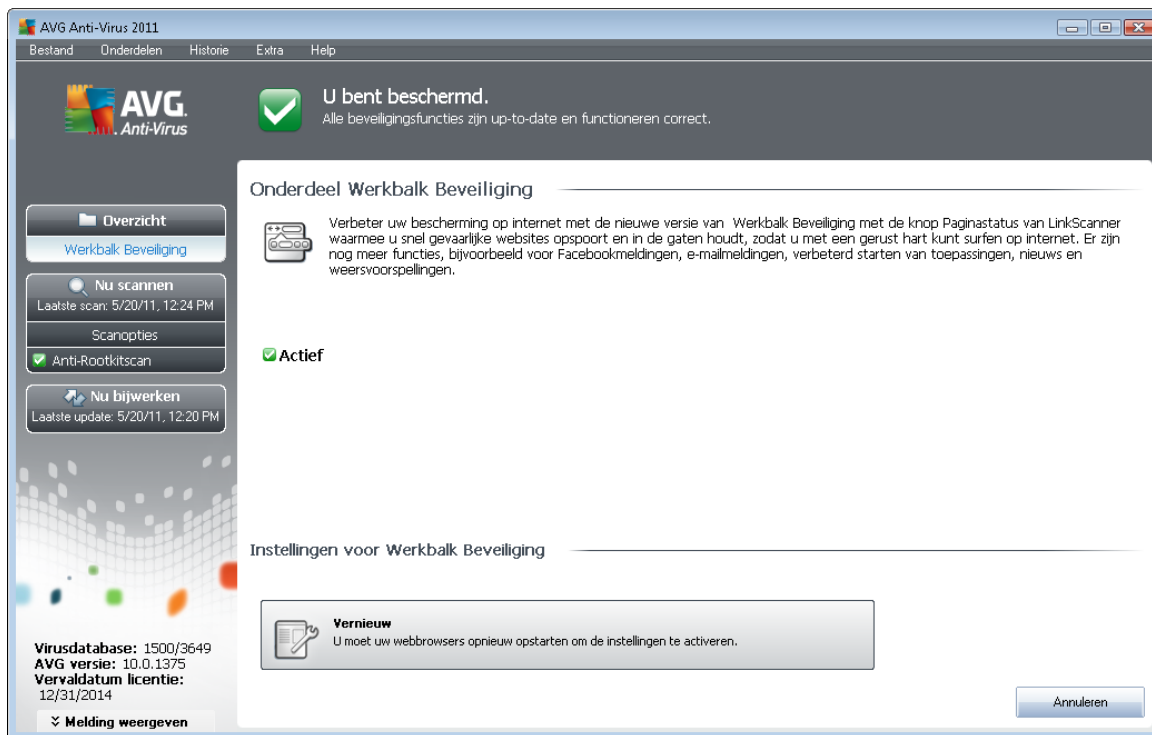 AVG Anti-Virus 2011
Bestand Onderdelen Historie Extra Help
AVG.
Anti-Virus
U bent beschermd.
Alle beveiligingsfuncties zijn up-to-date en functioneren correct.
Overzicht
Werkbalk Beveiliging
Nu scannen
Laatste scan: 5/20/11, 12:24 PM
Scanopties
Anti-Rootkitscan
Nu bijwerken
Laatste update: 5/20/11, 12:20 PM
Virusdatabase: 1500/3649
AVG versie: 10.0.1375
Vervaldatum licentie:
12/31/2014
Melding weergeven
Onderdeel Werkbalk Beveiliging
Verbeter uw bescherming op internet met de nieuwe versie van Werkbalk Beveiliging met de knop Paginastatus van LinkScanner
waarmee u snel gevaarlijke websites opspoort en in de gaten houdt, zodat u met een gerust hart kunt surfen op internet. Er zijn
nog meer functies, bijvoorbeeld voor Facebookmeldingen, e-mailmeldingen, verbeterd starten van toepassingen, nieuws en
weersvoorspellingen.
Actief
Instellingen voor Werkbalk Beveiliging
Vernieuw
U moet uw webbrowsers opnieuw opstarten om de instellingen te activeren.
Annuleren